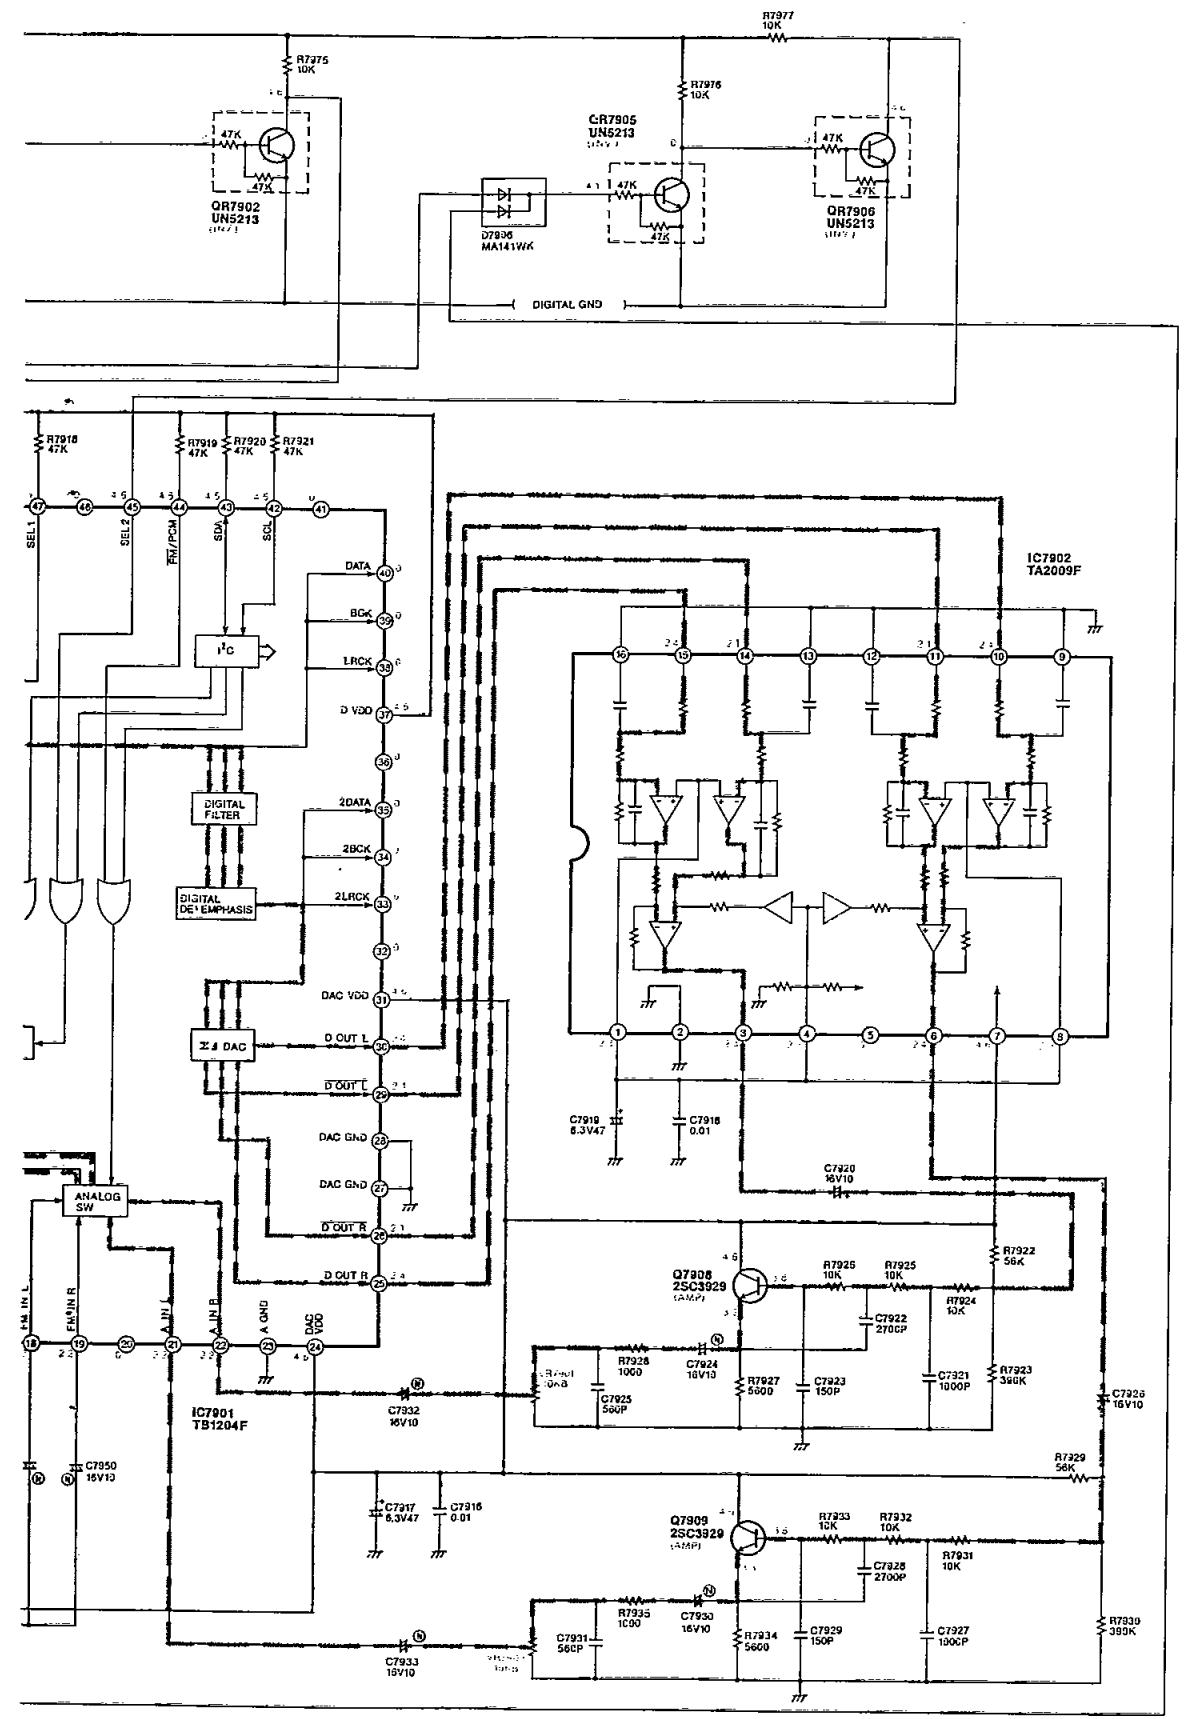 R7977
10K
R7975
10K
R7976
10K
47K
47K
QR7902
UN5213
QR7905
UN5213
47K
47K
D7906
MA141WK
47K
47K
QR7906
UN5213
DIGITAL GND
R7918
47K
R7919
47K
R7920
47K
R7921
47K
47
46
45
44
43
42
41
SEL1
SEL2
FM/PCM
SDA
SCL
DATA
40
BCK
39
LRCK
38
I²C
D VDD
37
36
DIGITAL
FILTER
2DATA
35
2BCK
34
2LRCK
33
DIGITAL
DE-EMPHASIS
32
DAC VDD
31
DAC
D OUT L
30
D OUT L
29
DAC GND
28
DAC GND
27
D OUT R
26
D OUT R
25
ANALOG
SW
FM IN L
FM IN R
A IN L
A IN R
A GND
DAC
VDD
18
19
20
21
22
23
24
IC7901
TB1204F
IC7902
TA2009F
16
15
14
13
12
11
10
9
1
2
3
4
5
6
7
8
C7919
6.3V47
C7918
0.01
C7920
16V10
R7922
56K
Q7908
2SC3929
(AMP)
R7926
10K
R7925
10K
R7924
10K
C7922
2700P
R7928
1000
C7924
16V10
N
C7925
560P
R7927
5600
C7923
150P
C7921
1000P
R7923
390K
C7926
16V10
C7932
16V10
N
C7950
16V10
N
N
R7929
56K
C7917
6.3V47
C7916
0.01
Q7909
2SC3929
(AMP)
R7933
10K
R7932
10K
R7931
10K
C7928
2700P
R7935
1000
C7930
16V10
N
C7931
560P
R7934
5600
C7929
150P
C7927
1000P
R7930
390K
C7933
16V10
N